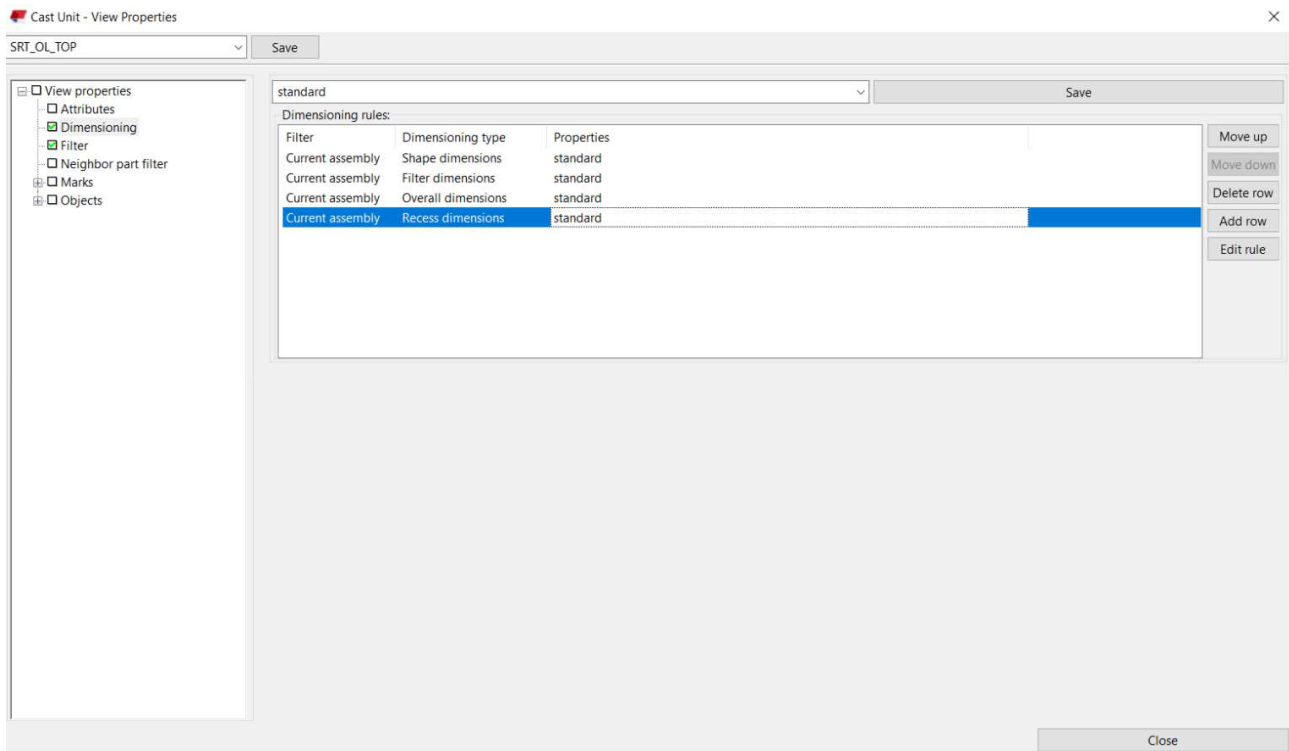 Cast Unit - View Properties
SRT_OL_TOP
Save
View properties
Attributes
Dimensioning
Filter
Neighbor part filter
Marks
Objects
standard
Save
Dimensioning rules:
Filter Dimensioning type Properties
Current assembly Shape dimensions standard
Current assembly Filter dimensions standard
Current assembly Overall dimensions standard
Current assembly Recess dimensions standard
Move up
Move down
Delete row
Add row
Edit rule
Close